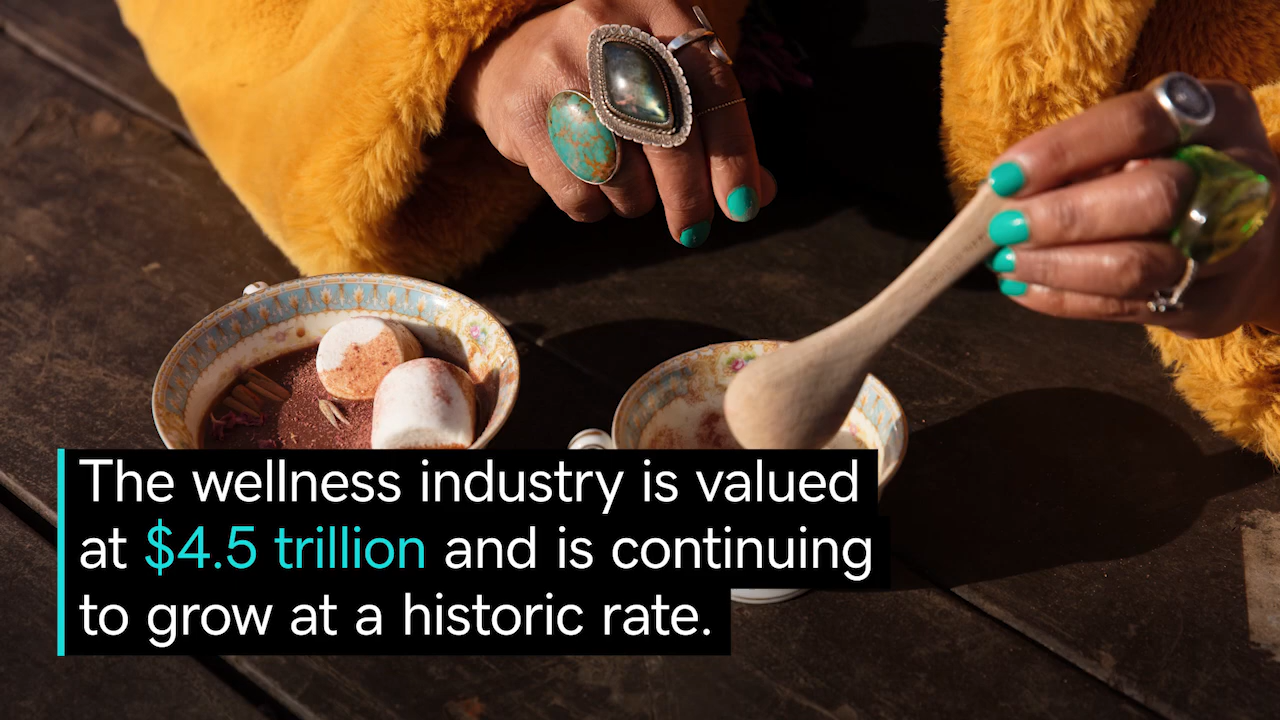 The wellness industry is valued
at $4.5 trillion and is continuing
to grow at a historic rate.